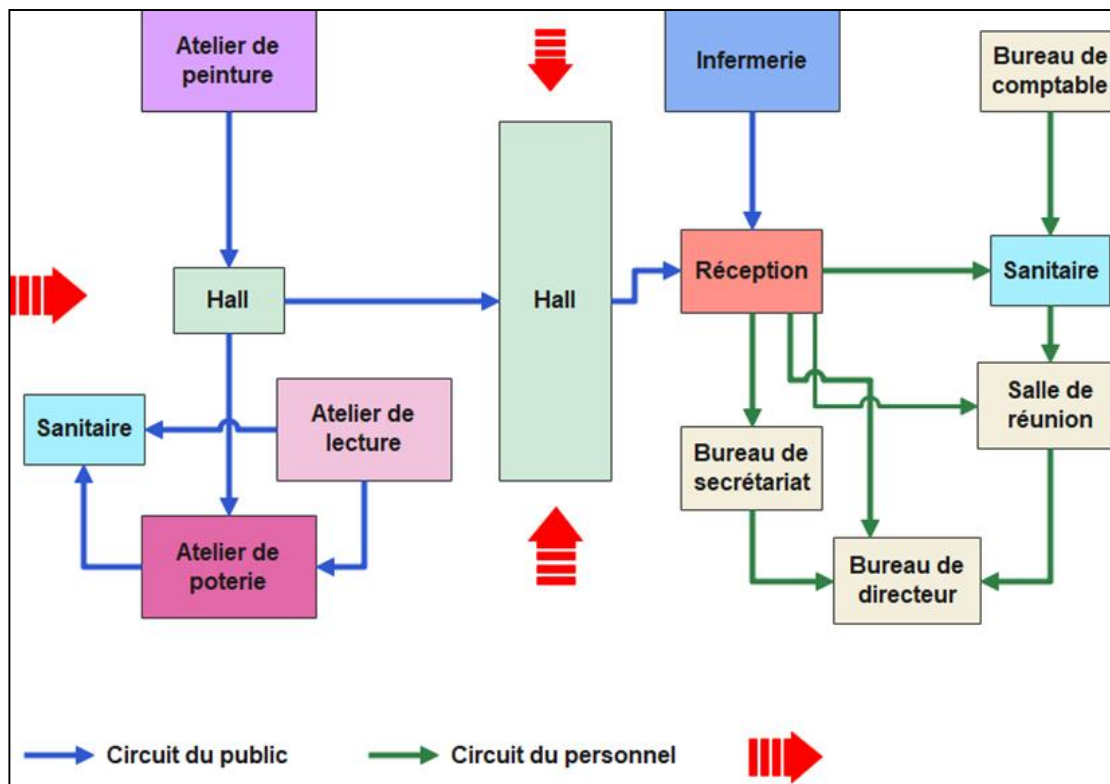 Atelier de
peinture
Infermerie
Bureau de
comptable
Hall
Hall
Réception
Sanitaire
Sanitaire
Atelier de
lecture
Salle de
réunion
Bureau de
secrétariat
Atelier de
poterie
Bureau de
directeur
Circuit du public
Circuit du personnel